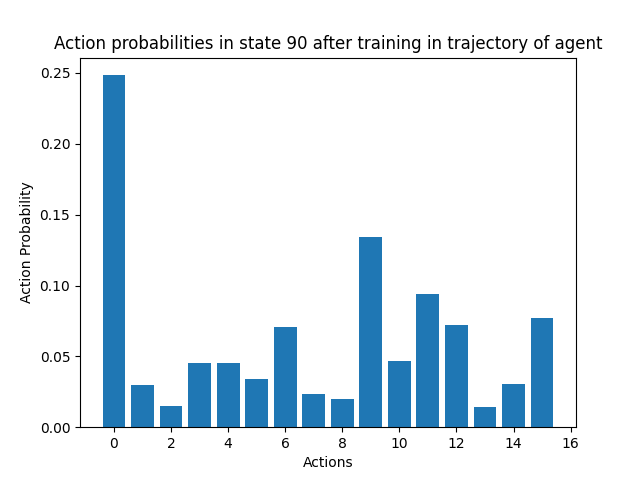 Action probabilities in state 90 after training in trajectory of agent
0.25
0.20
0.15
0.10
0.05
0.00
Action Probability
0 2 4 6 8 10 12 14 16
Actions